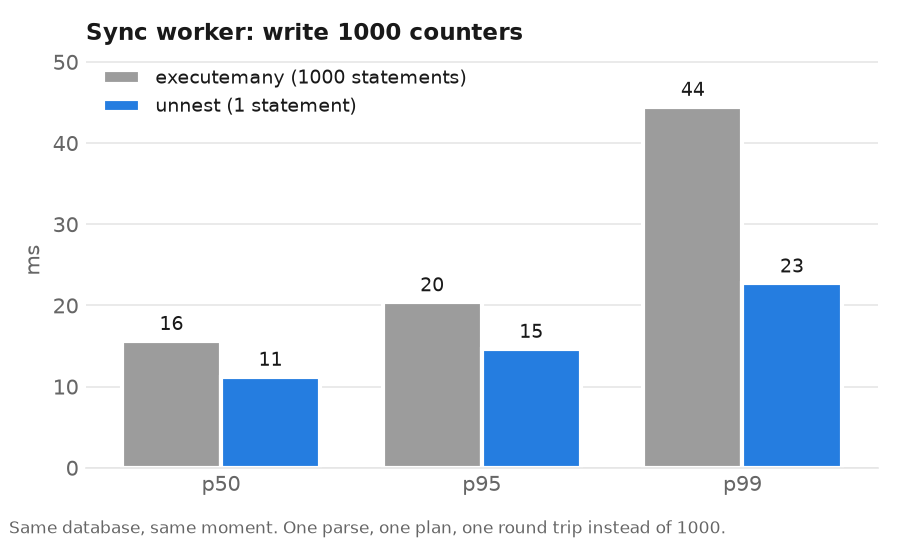 Sync worker: write 1000 counters
executemany (1000 statements)
unnest (1 statement)
ms
50
40
30
20
10
0
16
11
20
15
44
23
p50
p95
p99
Same database, same moment. One parse, one plan, one round trip instead of 1000.